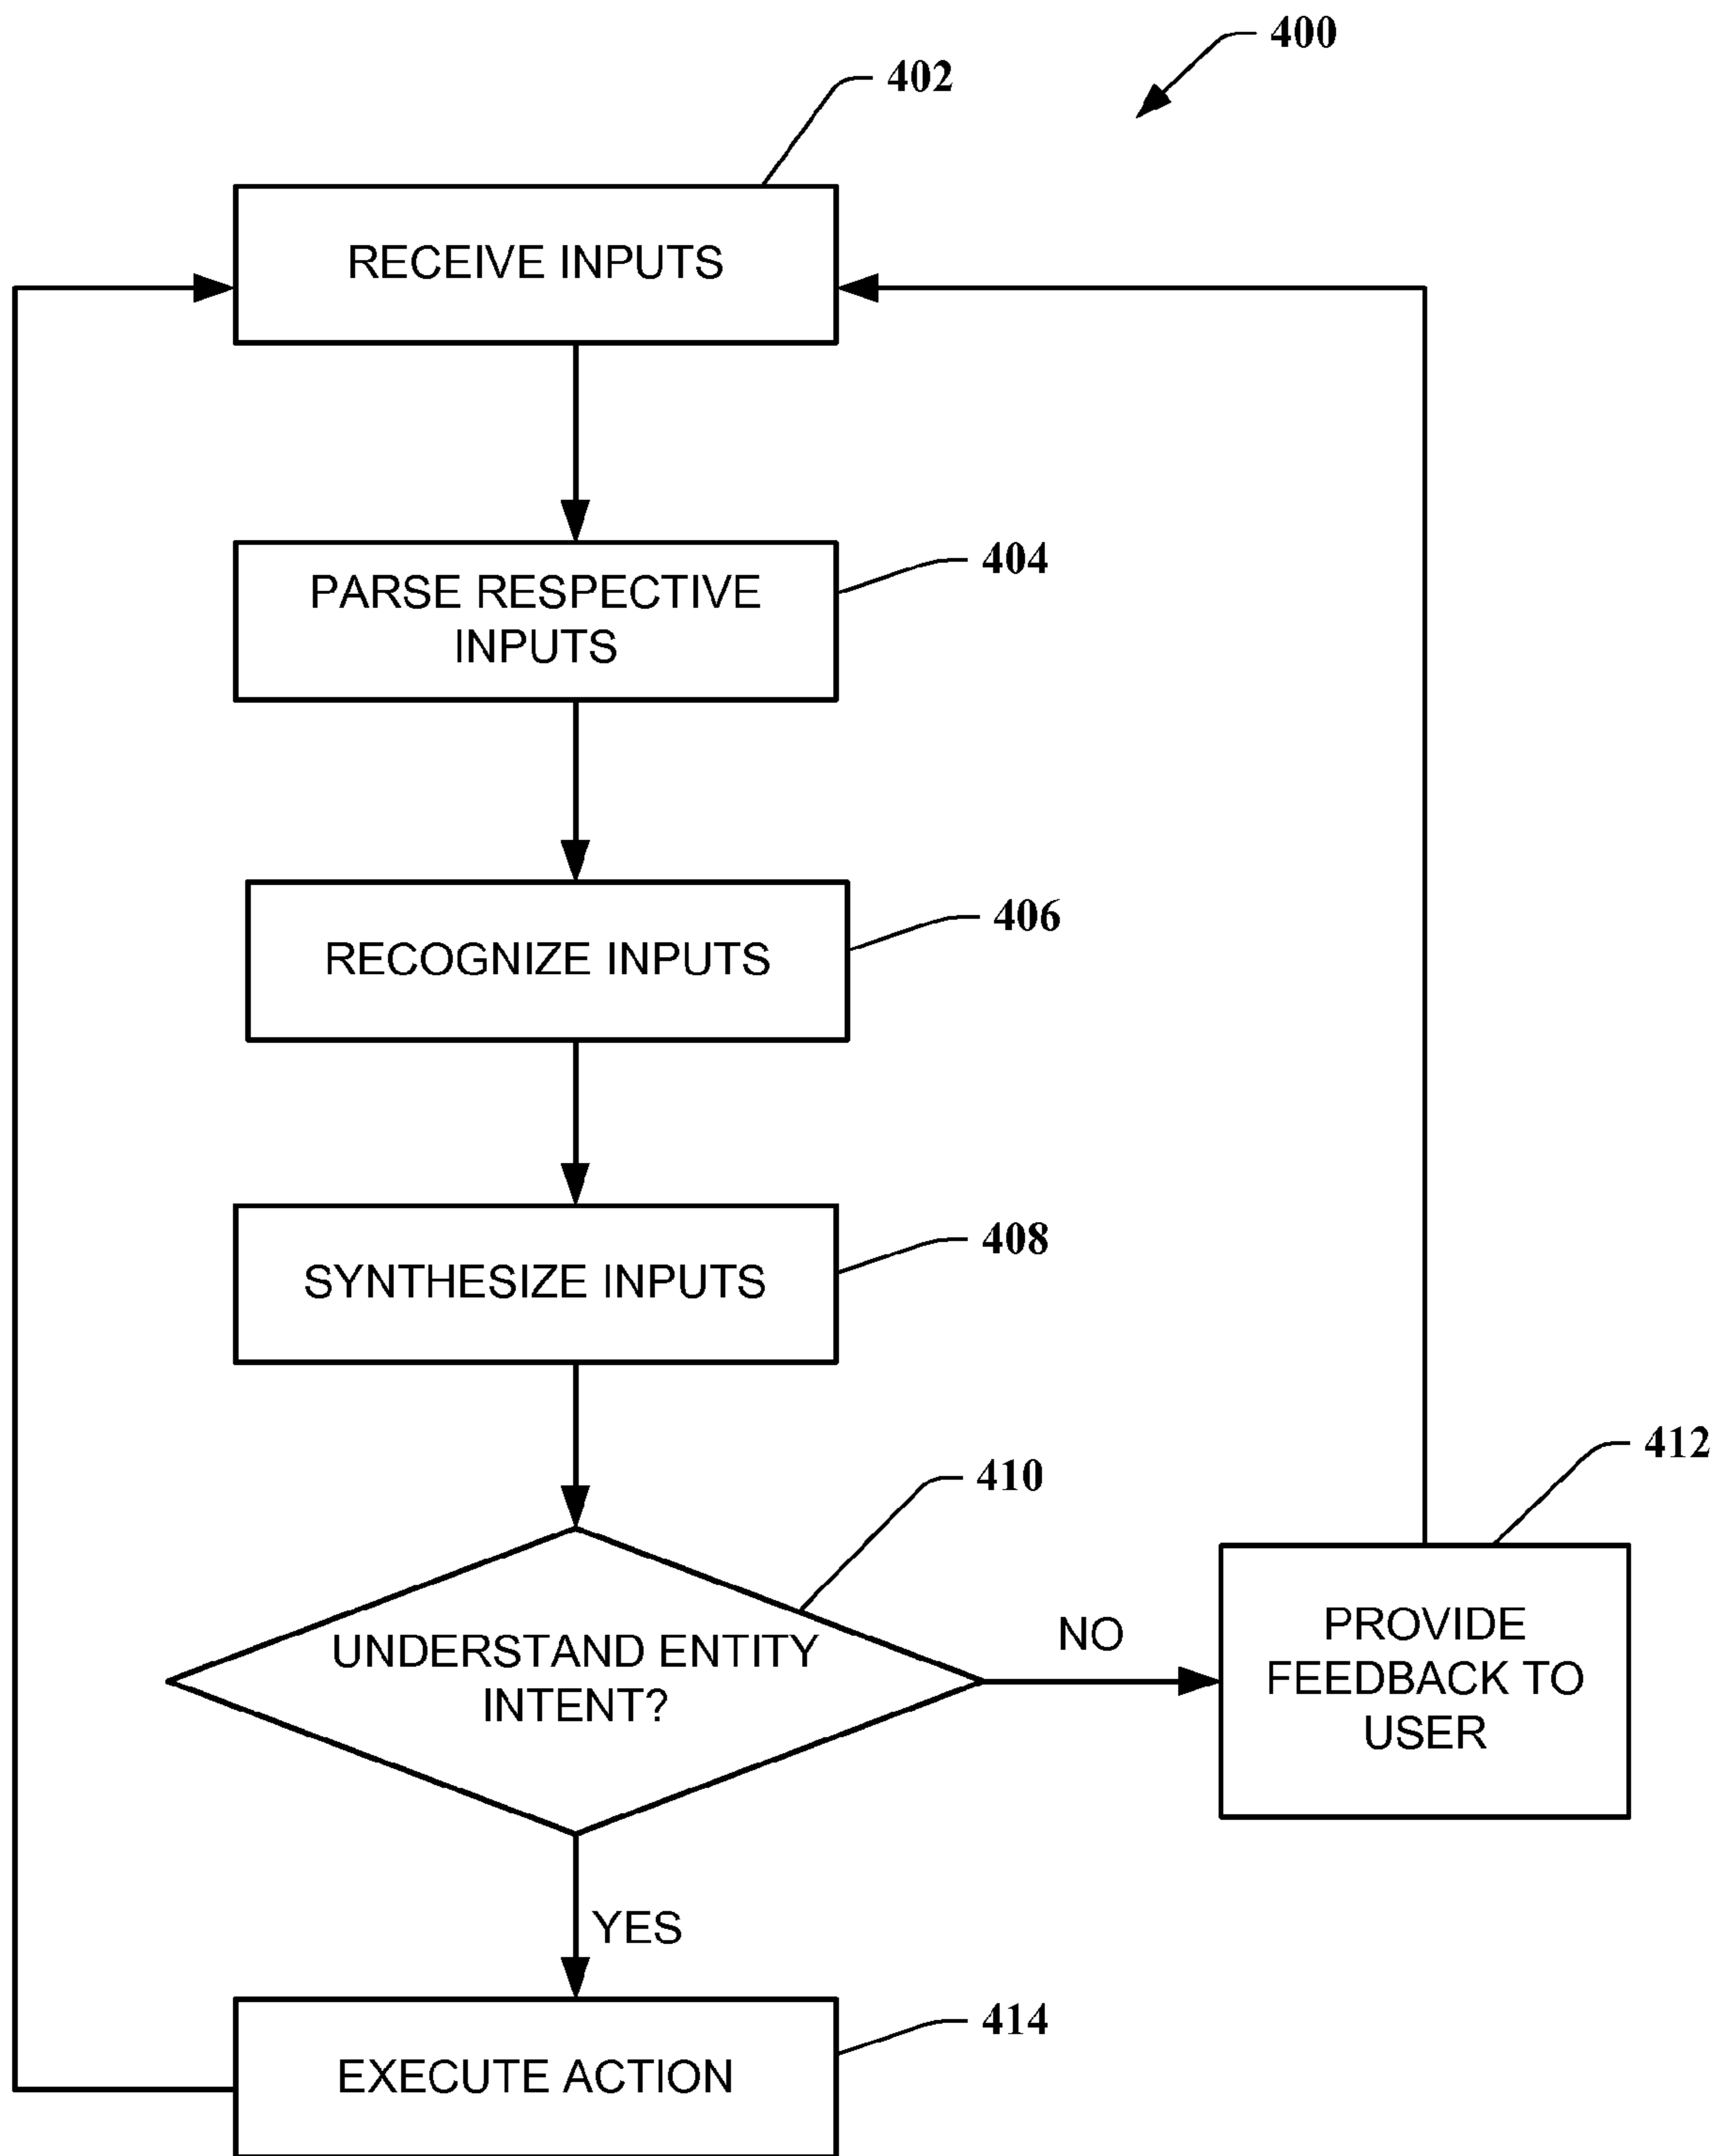 400
402
RECEIVE INPUTS
404
PARSE RESPECTIVE
INPUTS
406
RECOGNIZE INPUTS
408
SYNTHESIZE INPUTS
410
UNDERSTAND ENTITY
INTENT?
NO
412
PROVIDE
FEEDBACK TO
USER
YES
414
EXECUTE ACTION